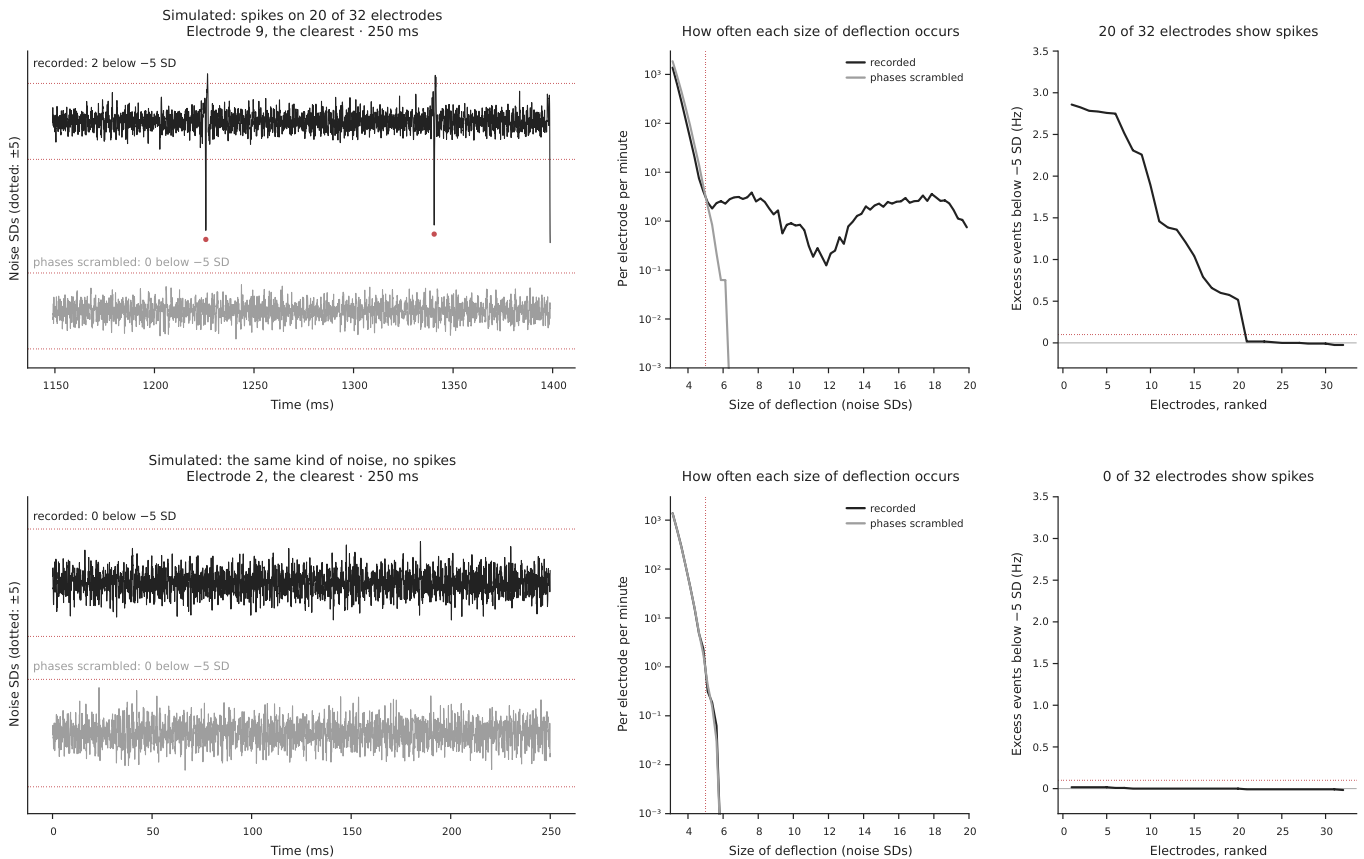 Simulated: spikes on 20 of 32 electrodes
Electrode 9, the clearest · 250 ms
recorded: 2 below −5 SD
phases scrambled: 0 below −5 SD
Noise SDs (dotted: ±5)
1150 1200 1250 1300 1350 1400
Time (ms)
How often each size of deflection occurs
recorded
phases scrambled
Per electrode per minute
10³
10²
10¹
10⁰
10⁻¹
10⁻²
10⁻³
4 6 8 10 12 14 16 18 20
Size of deflection (noise SDs)
20 of 32 electrodes show spikes
Excess events below −5 SD (Hz)
3.5
3.0
2.5
2.0
1.5
1.0
0.5
0
0 5 10 15 20 25 30
Electrodes, ranked
Simulated: the same kind of noise, no spikes
Electrode 2, the clearest · 250 ms
recorded: 0 below −5 SD
phases scrambled: 0 below −5 SD
Noise SDs (dotted: ±5)
0 50 100 150 200 250
Time (ms)
How often each size of deflection occurs
recorded
phases scrambled
Per electrode per minute
10³
10²
10¹
10⁰
10⁻¹
10⁻²
10⁻³
4 6 8 10 12 14 16 18 20
Size of deflection (noise SDs)
0 of 32 electrodes show spikes
Excess events below −5 SD (Hz)
3.5
3.0
2.5
2.0
1.5
1.0
0.5
0
0 5 10 15 20 25 30
Electrodes, ranked